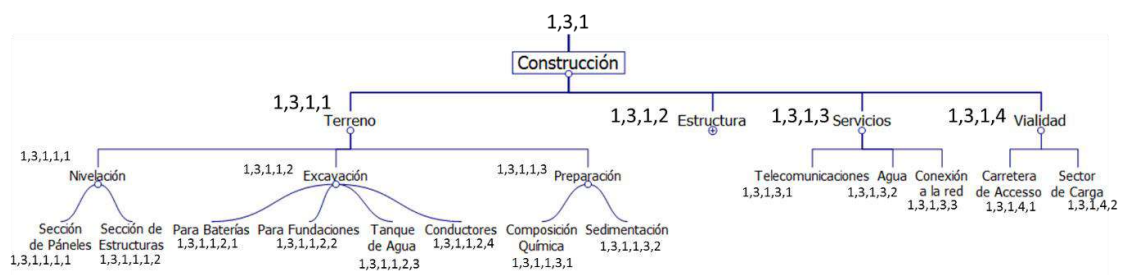 1,3,1
Construcción
1,3,1,1
Terreno
1,3,1,2 Estructura
1,3,1,3 Servicios
1,3,1,4 Vialidad
1,3,1,1,1
Nivelación
1,3,1,1,2
Excavación
1,3,1,1,3
Preparación
Telecomunicaciones
1,3,1,3,1
Agua
1,3,1,3,2
Conexión
a la red
1,3,1,3,3
Carretera
de Accesso
1,3,1,4,1
Sector
de Carga
1,3,1,4,2
Sección
de Páneles
1,3,1,1,1,1
Sección de
Estructuras
1,3,1,1,1,2
Para Baterías
1,3,1,1,2,1
Para Fundaciones
1,3,1,1,2,2
Tanque
de Agua
1,3,1,1,2,3
Conductores
1,3,1,1,2,4
Composición
Química
1,3,1,1,3,1
Sedimentación
1,3,1,1,3,2